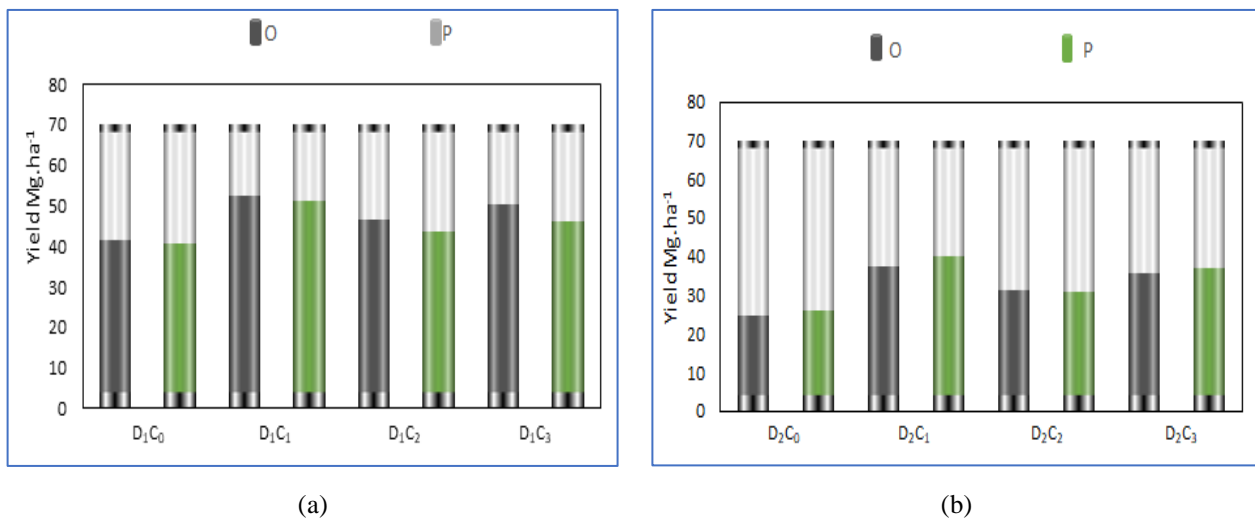 O P
Yield Mg.ha⁻¹
80
70
60
50
40
30
20
10
0
D₁C₀ D₁C₁ D₁C₂ D₁C₃
(a)
O P
Yield Mg.ha⁻¹
80
70
60
50
40
30
20
10
0
D₂C₀ D₂C₁ D₂C₂ D₂C₃
(b)